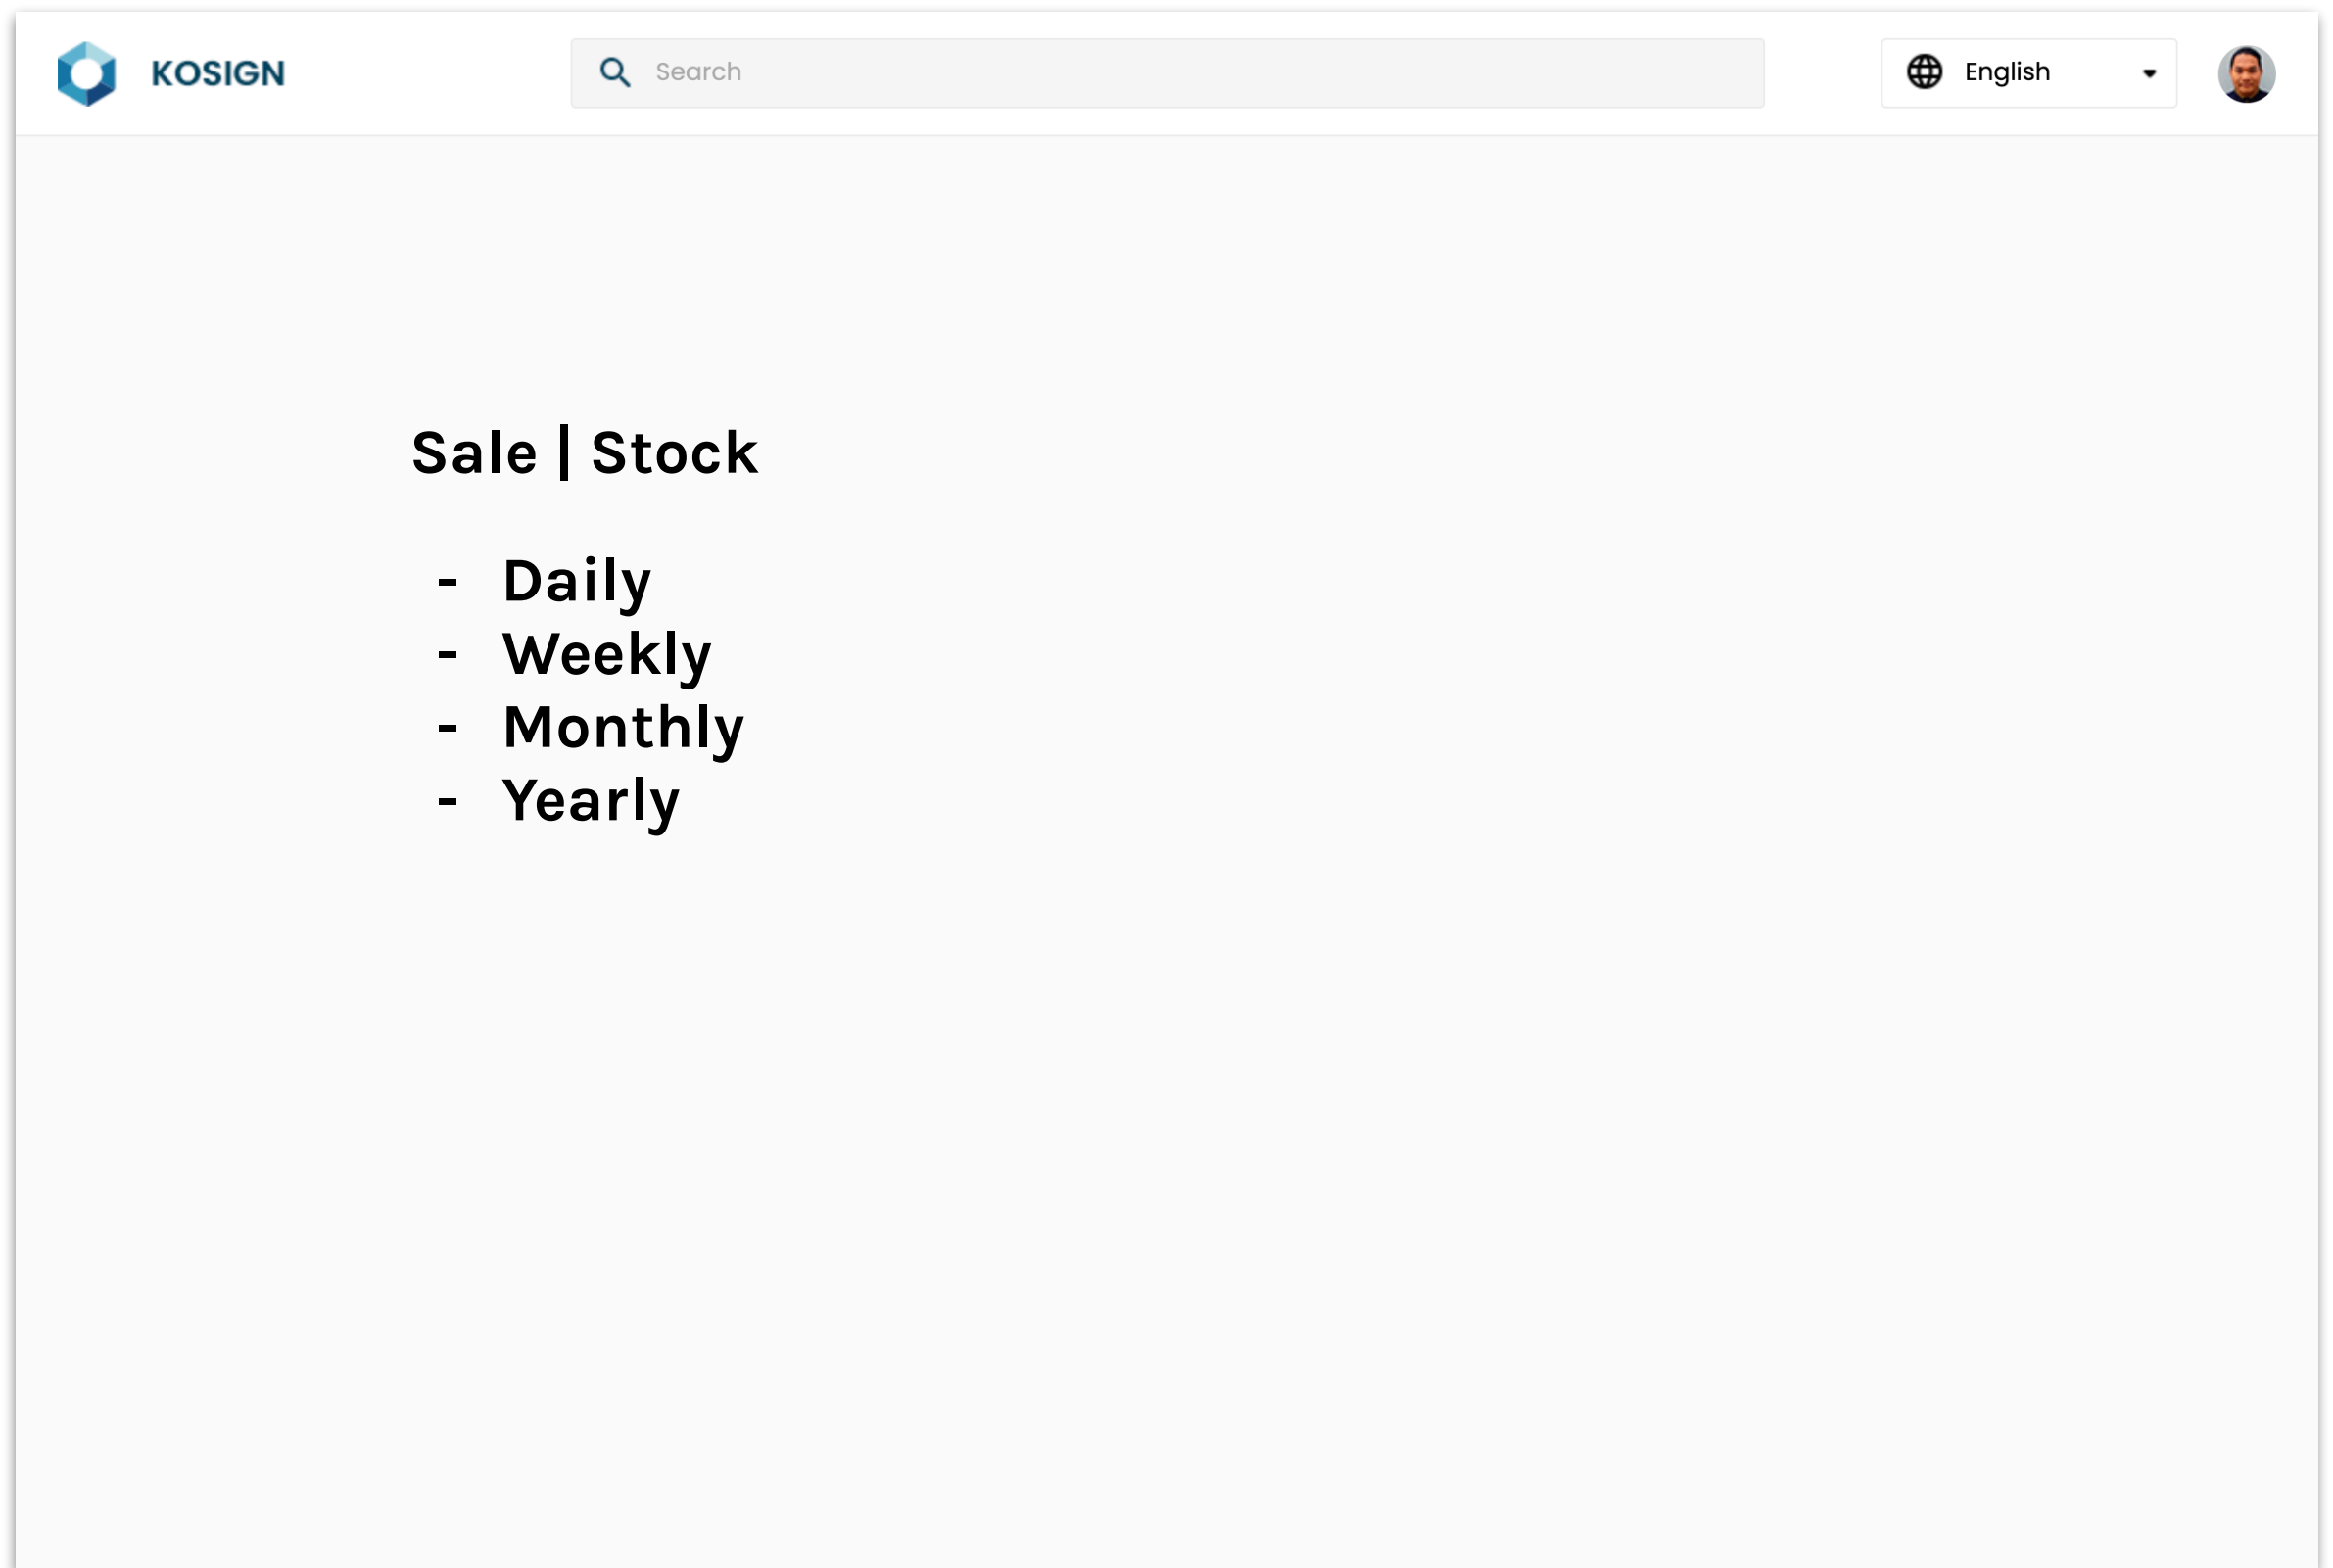 KOSIGN
Search
English
Sale | Stock
- Daily
- Weekly
- Monthly
- Yearly